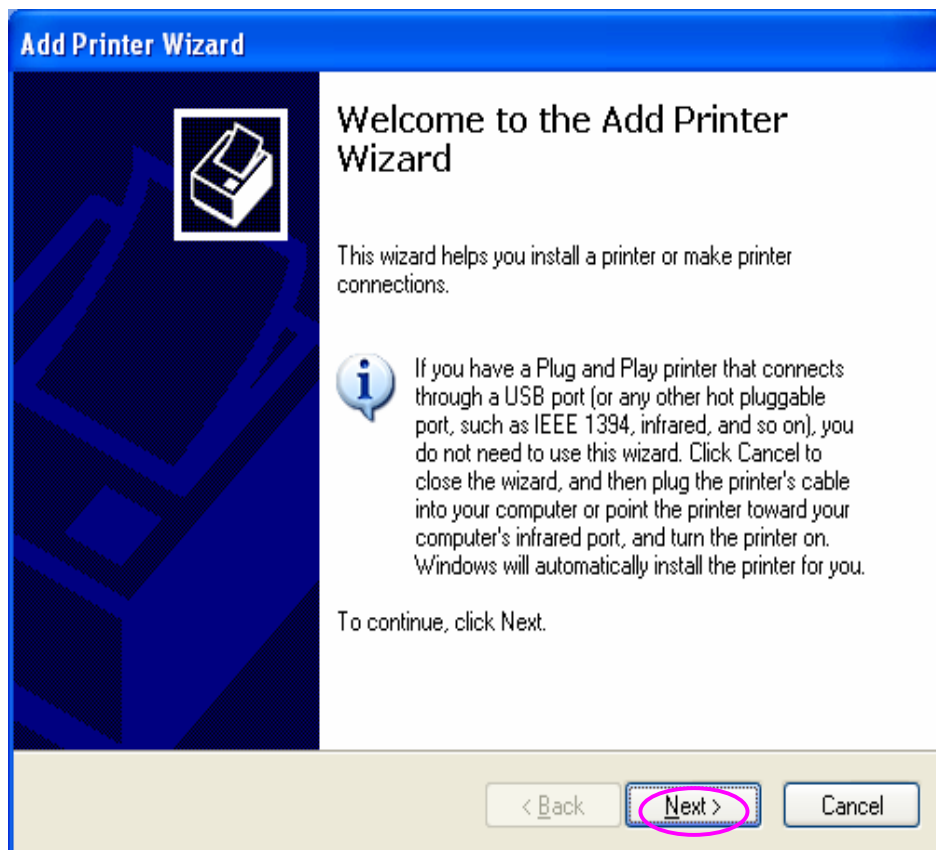 Add Printer Wizard
Welcome to the Add Printer
Wizard
This wizard helps you install a printer or make printer
connections.
If you have a Plug and Play printer that connects
through a USB port (or any other hot pluggable
port, such as IEEE 1394, infrared, and so on), you
do not need to use this wizard. Click Cancel to
close the wizard, and then plug the printer's cable
into your computer or point the printer toward your
computer's infrared port, and turn the printer on.
Windows will automatically install the printer for you.
To continue, click Next.
< Back Next > Cancel